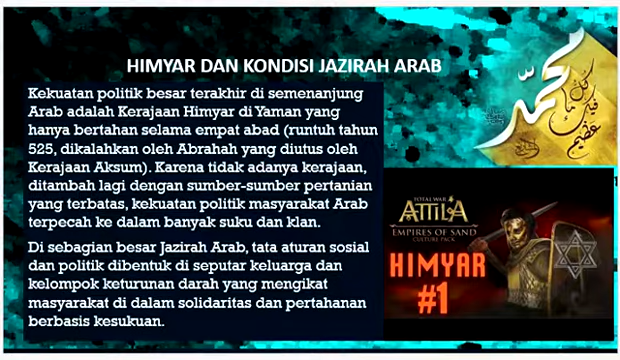 HIMYAR DAN KONDISI JAZIRAH ARAB
Kekuatan politik besar terakhir di semenanjung
Arab adalah Kerajaan Himyar di Yaman yang
hanya bertahan selama empat abad (runtuh tahun
525, dikalahkan oleh Abrahah yang diutus oleh
Kerajaan Aksum). Karena tidak adanya kerajaan,
ditambah lagi dengan sumber-sumber pertanian
yang terbatas, kekuatan politik masyarakat Arab
terpecah ke dalam banyak suku dan klan.
Di sebagian besar Jazirah Arab, tata aturan sosial
dan politik dibentuk di seputar keluarga dan
kelompok keturunan darah yang mengikat
masyarakat di dalam solidaritas dan pertahanan
berbasis kesukuan.
محمد
كل ما
فيك
عظيم
TOTAL WAR
ATTILA
EMPIRES OF SAND
CULTURE PACK
HIMYAR
#1